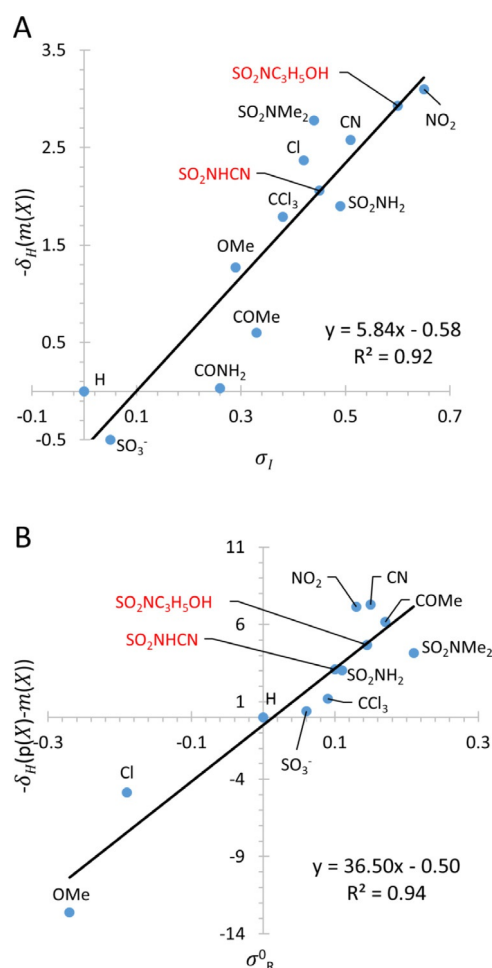 A
3.5
SO₂NC₃H₅OH
SO₂NMe₂
CN
NO₂
2.5
Cl
SO₂NHCN
CCl₃
SO₂NH₂
-δH(m(X))
1.5
OMe
COMe
y = 5.84x - 0.58
0.5
R² = 0.92
CONH₂
H
-0.1 0.1 0.3 0.5 0.7
-0.5
SO₃⁻
σI
B
11
NO₂ CN
COMe
SO₂NC₃H₅OH
6
SO₂NHCN
SO₂NMe₂
SO₂NH₂
H
CCl₃
1
-0.3 -0.1 0.1
SO₃⁻
-δH(p(X)-m(X))
Cl
-4
-9
y = 36.50x - 0.50
R² = 0.94
OMe
-14
σ⁰R